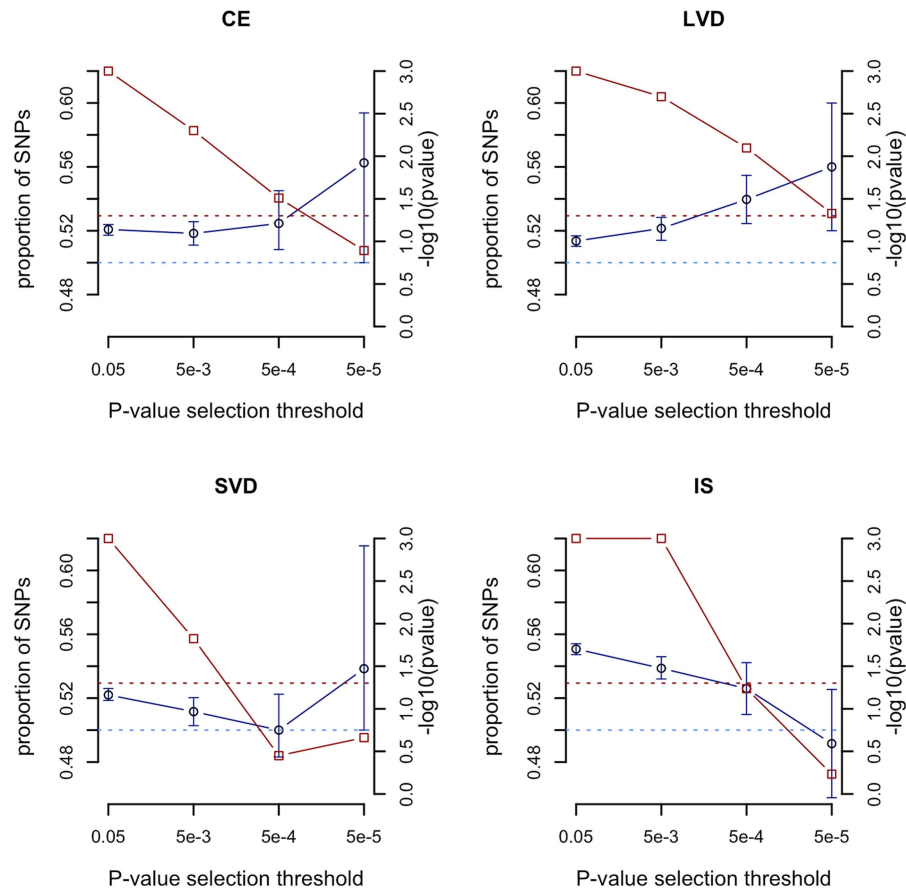 CE
proportion of SNPs
0.48 0.52 0.56 0.60
0.0 0.5 1.0 1.5 2.0 2.5 3.0
-log10(pvalue)
0.05 5e-3 5e-4 5e-5
P-value selection threshold
LVD
proportion of SNPs
0.48 0.52 0.56 0.60
0.0 0.5 1.0 1.5 2.0 2.5 3.0
-log10(pvalue)
0.05 5e-3 5e-4 5e-5
P-value selection threshold
SVD
proportion of SNPs
0.48 0.52 0.56 0.60
0.0 0.5 1.0 1.5 2.0 2.5 3.0
-log10(pvalue)
0.05 5e-3 5e-4 5e-5
P-value selection threshold
IS
proportion of SNPs
0.48 0.52 0.56 0.60
0.0 0.5 1.0 1.5 2.0 2.5 3.0
-log10(pvalue)
0.05 5e-3 5e-4 5e-5
P-value selection threshold